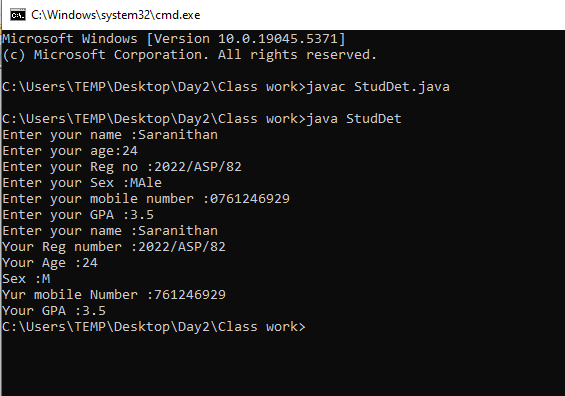 C:\Windows\system32\cmd.exe
Microsoft Windows [Version 10.0.19045.5371]
(c) Microsoft Corporation. All rights reserved.
C:\Users\TEMP\Desktop\Day2\Class work>javac StudDet.java
C:\Users\TEMP\Desktop\Day2\Class work>java StudDet
Enter your name :Saranithan
Enter your age:24
Enter your Reg no :2022/ASP/82
Enter your Sex :MAle
Enter your mobile number :0761246929
Enter your GPA :3.5
Enter your name :Saranithan
Your Reg number :2022/ASP/82
Your Age :24
Sex :M
Yur mobile Number :761246929
Your GPA :3.5
C:\Users\TEMP\Desktop\Day2\Class work>